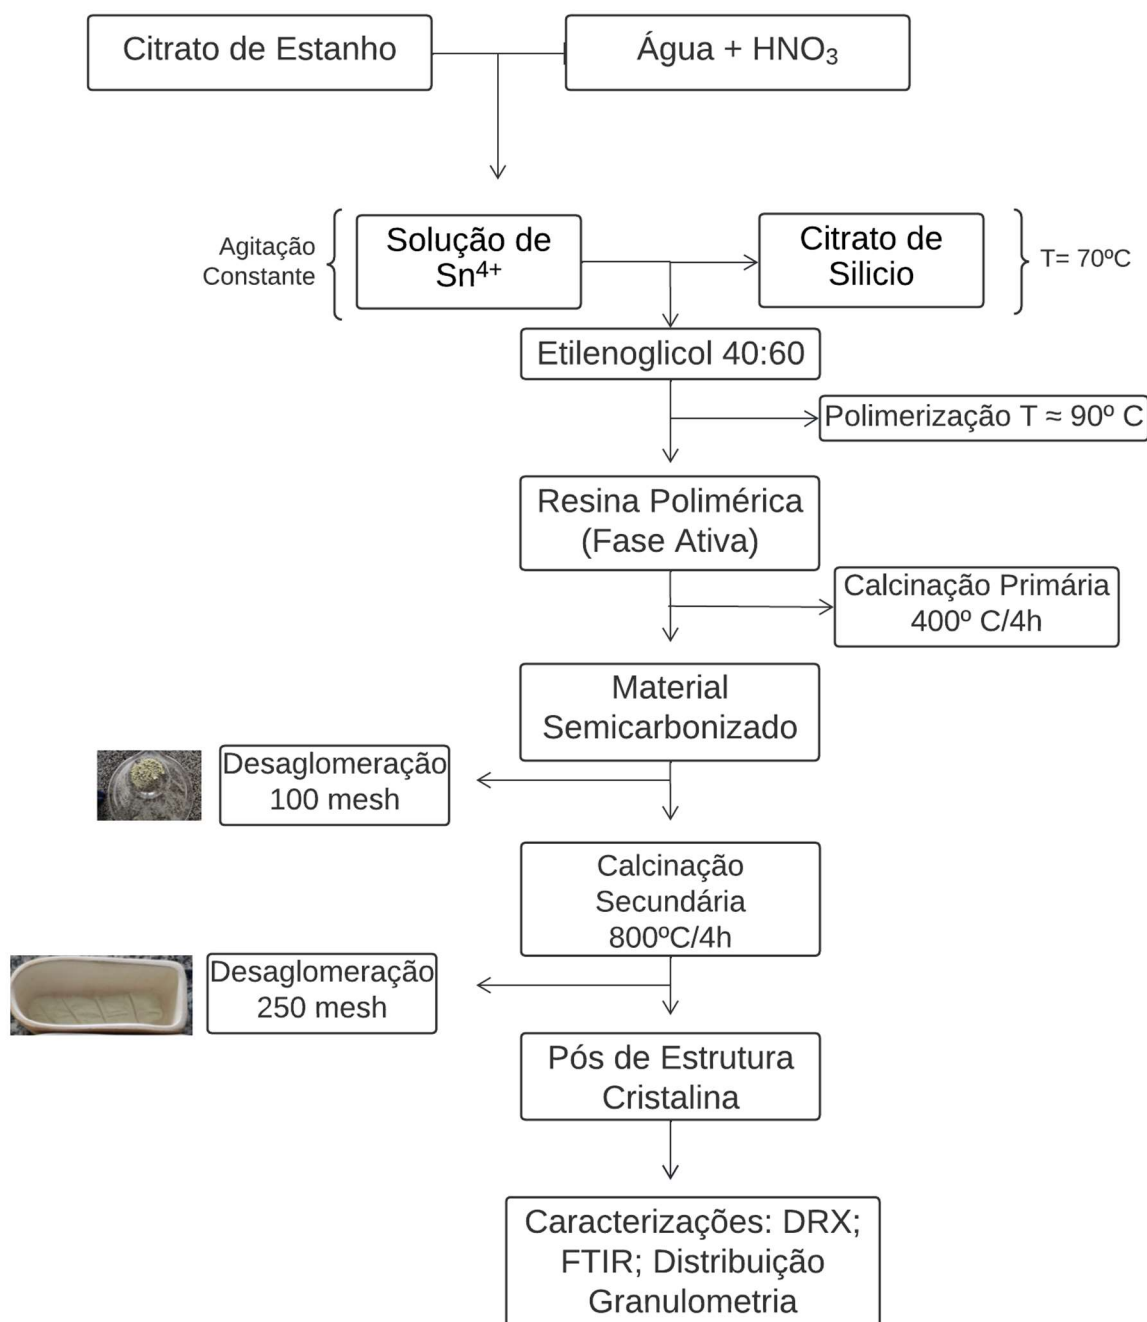 Citrato de Estanho
Água + HNO₃
Agitação
Constante
Solução de
Sn⁴⁺
Citrato de
Silicio
T= 70ºC
Etilenoglicol 40:60
Polimerização T ≈ 90º C
Resina Polimérica
(Fase Ativa)
Calcinação Primária
400º C/4h
Material
Semicarbonizado
Desaglomeração
100 mesh
Calcinação
Secundária
800ºC/4h
Desaglomeração
250 mesh
Pós de Estrutura
Cristalina
Caracterizações: DRX;
FTIR; Distribuição
Granulometria